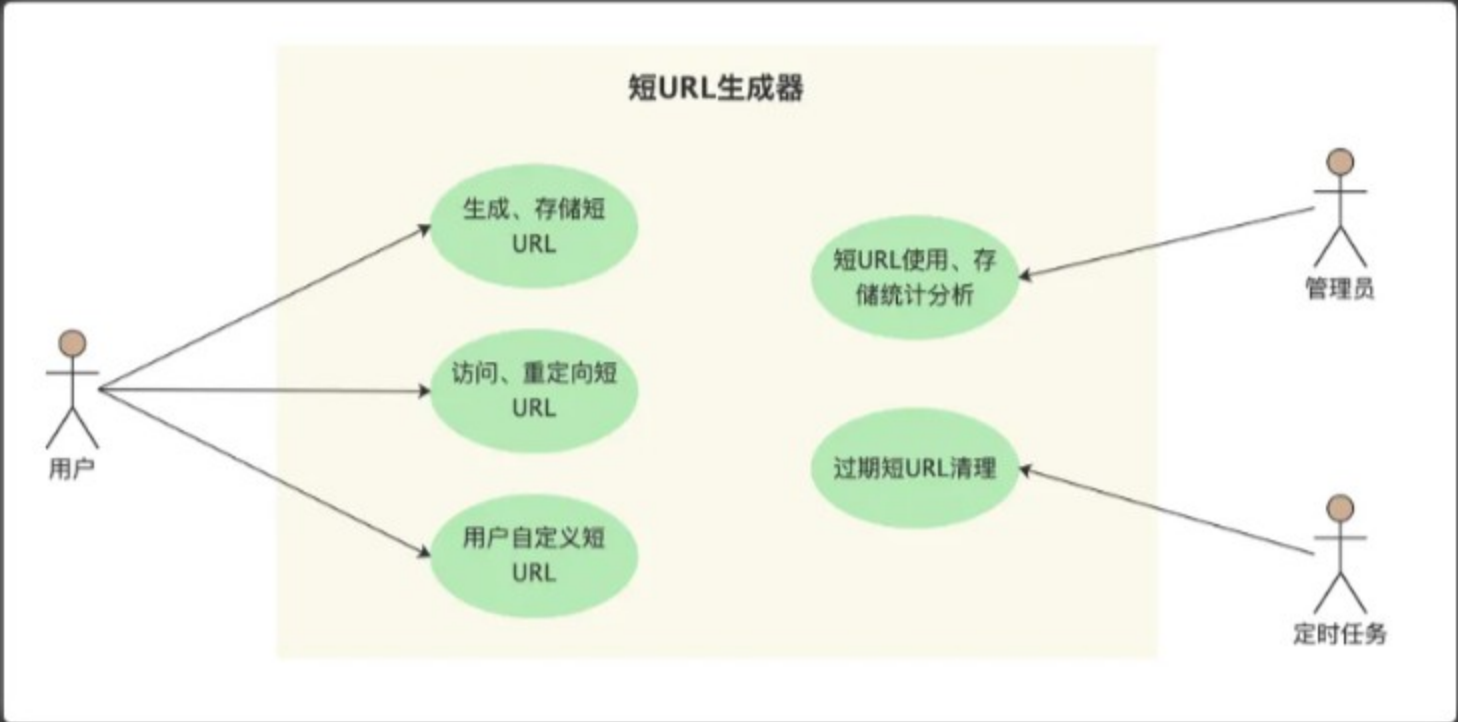 短URL生成器
生成、存储短
URL
访问、重定向短
URL
用户自定义短
URL
用户
短URL使用、存
储统计分析
过期短URL清理
管理员
定时任务